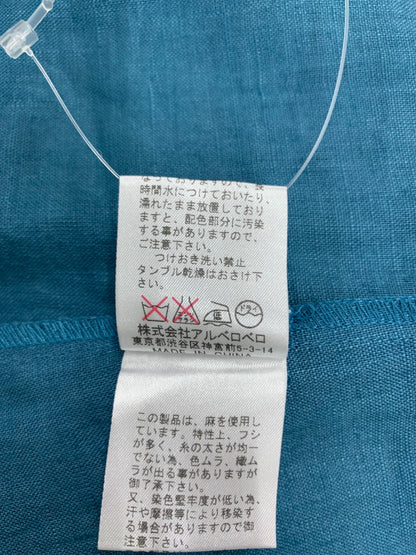 なっておりますので、長
時間水につけておいたり、
濡れたまま放置しており
ますと、配色部分に汚染
する事がありますので、
ご注意下さい。
つけおき洗い禁止
タンブル乾燥はおさけ下
さい。
エンソ
サラシ
低
ドライ
株式会社アルベロベロ
東京都渋谷区神宮前5-3-14
MADE IN CHINA
この製品は、麻を使用し
ています。特性上、フシ
が多く、糸の太さが均一
でない為、色ムラ、織ム
ラが出る事がありますが御
了承下さい。
又、染色堅牢度が低い為、
汗や摩擦等により移染す
る場合がありますので御
注意下さい。